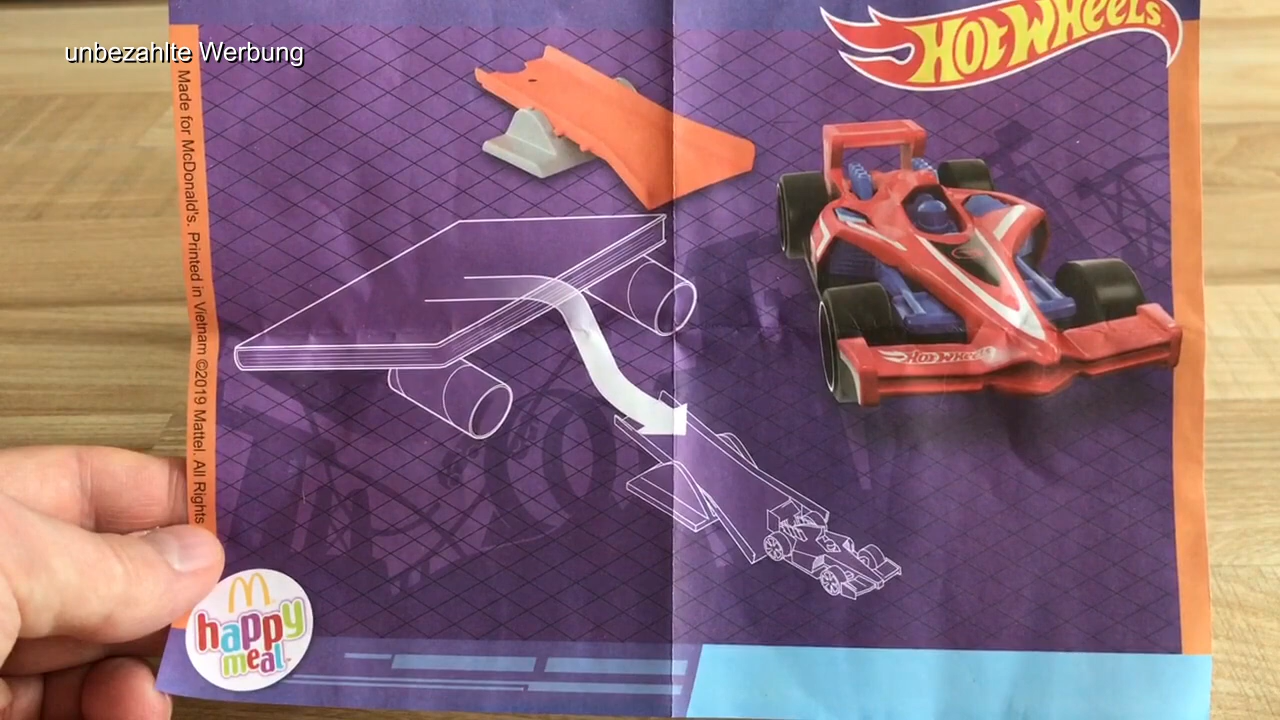 unbezahlte Werbung
HOT WHEELS
Made for McDonald's. Printed in Vietnam ©2019 Mattel. All Rights
HOT WHEELS
happy
meal